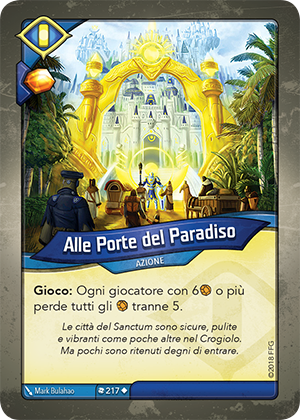 Alle Porte del Paradiso
AZIONE
Gioco: Ogni giocatore con 6 o più
perde tutti gli tranne 5.
Le città del Sanctum sono sicure, pulite
e vibranti come poche altre nel Crogiolo.
Ma pochi sono ritenuti degni di entrare.
©2018 FFG
Mark Bulahao
217